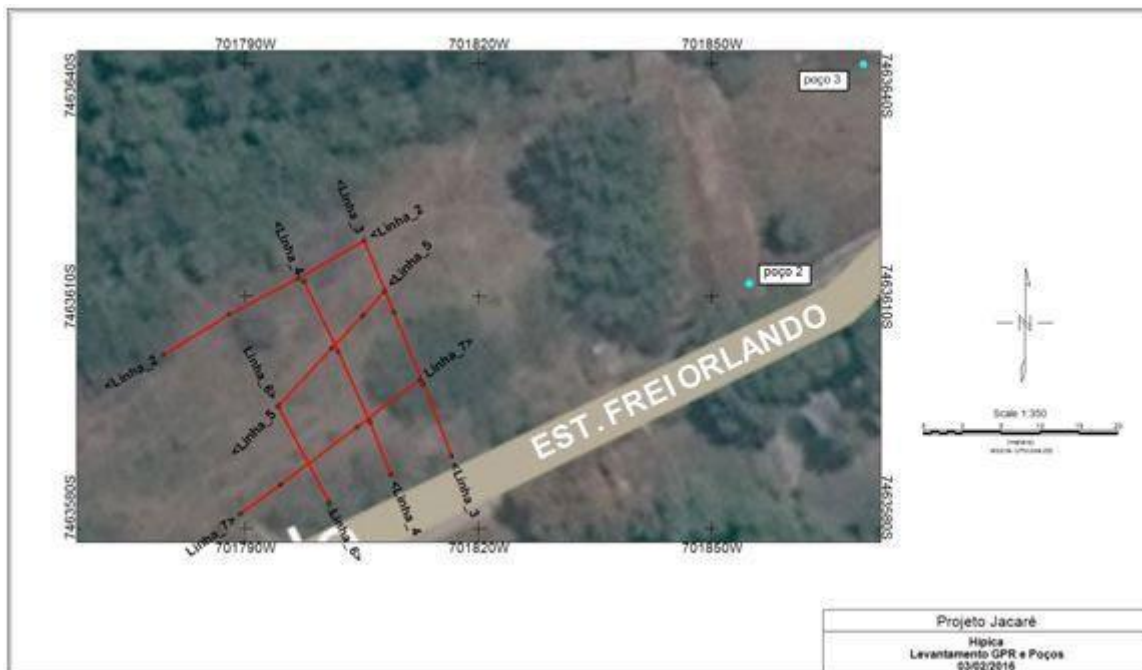 701790W
701820W
701850W
7463640S
7463640S
poço 3
<Linha_3
<Linha_2
<Linha_4
<Linha_5
poço 2
7463610S
7463610S
<Linha_2
Linha_6>
Linha_7>
<Linha_5
EST. FREI ORLANDO
Scale 1:350
7463580S
7463580S
Linha_7>
Linha_6>
<Linha_4
<Linha_3
701790W
701820W
701850W
Projeto Jacaré
Hípica
Levantamento GPR e Poços
03/02/2016